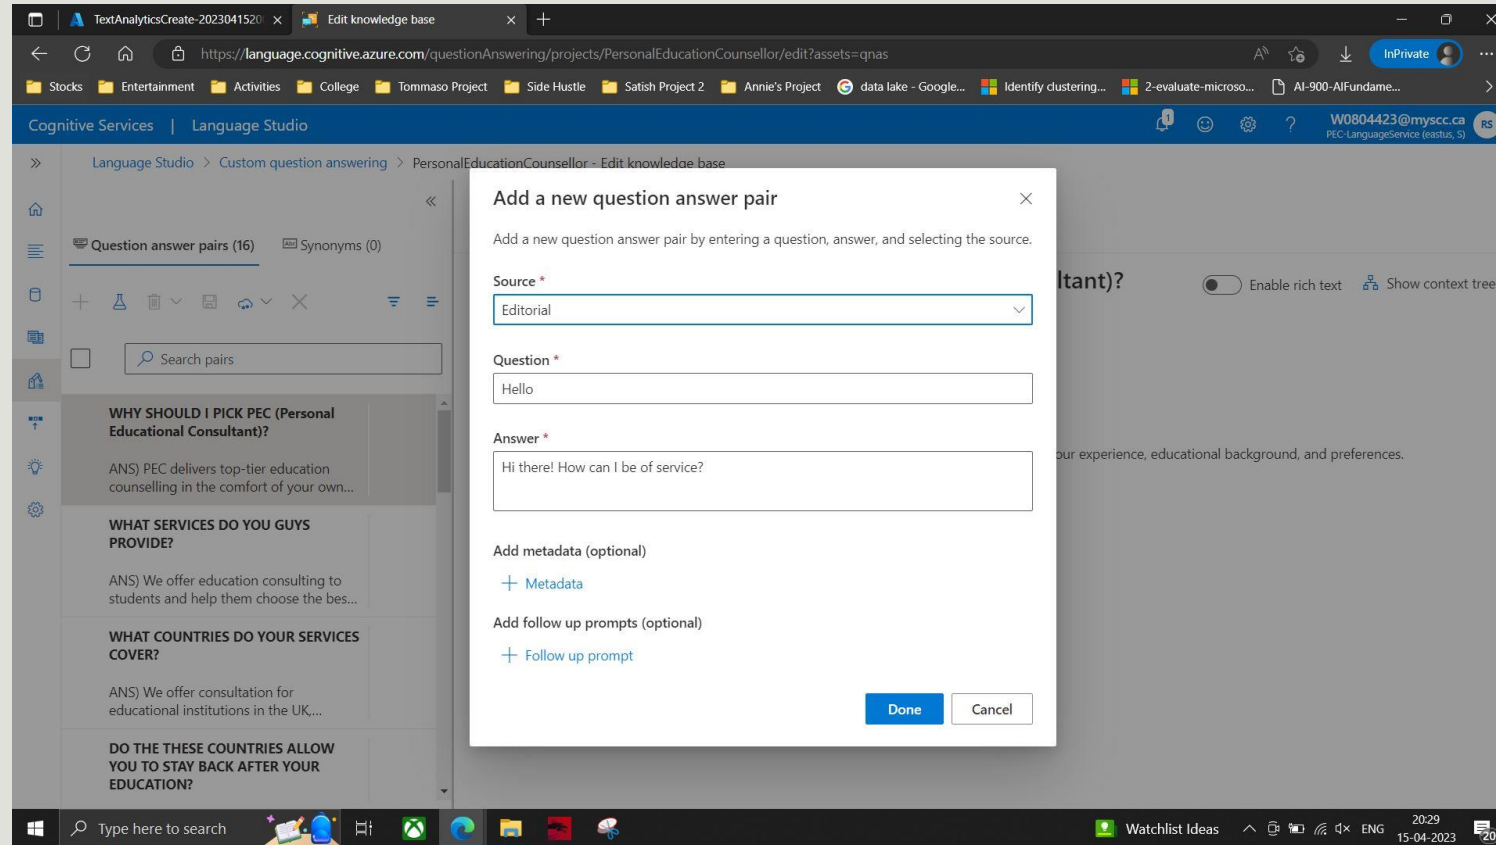 TextAnalyticsCreate-2023041520
Edit knowledge base
https://language.cognitive.azure.com/questionAnswering/projects/PersonalEducationCounsellor/edit?assets=qnas
InPrivate
Stocks Entertainment Activities College Tommaso Project Side Hustle Satish Project 2 Annie's Project data lake - Google... Identify clustering... 2-evaluate-microso... AI-900-AIFundame...
Cognitive Services | Language Studio
1
W0804423@myscc.ca
PEC-LanguageService (eastus, S)
RS
Language Studio > Custom question answering > PersonalEducationCounsellor - Edit knowledge base
Question answer pairs (16) Synonyms (0)
Search pairs
WHY SHOULD I PICK PEC (Personal
Educational Consultant)?
ANS) PEC delivers top-tier education
counselling in the comfort of your own...
WHAT SERVICES DO YOU GUYS
PROVIDE?
ANS) We offer education consulting to
students and help them choose the bes...
WHAT COUNTRIES DO YOUR SERVICES
COVER?
ANS) We offer consultation for
educational institutions in the UK,...
DO THE THESE COUNTRIES ALLOW
YOU TO STAY BACK AFTER YOUR
EDUCATION?
Add a new question answer pair
Add a new question answer pair by entering a question, answer, and selecting the source.
Source *
Editorial
Question *
Hello
Answer *
Hi there! How can I be of service?
Add metadata (optional)
+ Metadata
Add follow up prompts (optional)
+ Follow up prompt
Done Cancel
ltant)?
Enable rich text Show context tree
our experience, educational background, and preferences.
Type here to search
Watchlist Ideas
ENG
20:29
15-04-2023
20